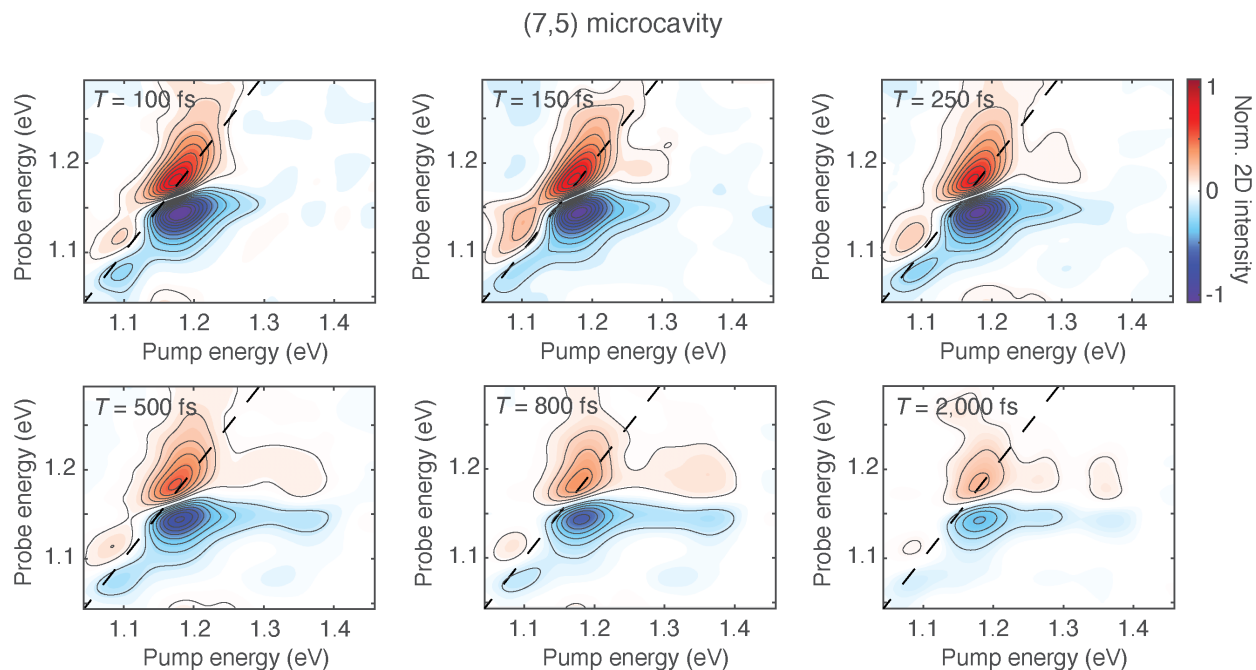 (7,5) microcavity
T = 100 fs
T = 150 fs
T = 250 fs
Probe energy (eV)
1.2
1.1
1.1 1.2 1.3 1.4
Pump energy (eV)
Probe energy (eV)
1.2
1.1
1.1 1.2 1.3 1.4
Pump energy (eV)
Probe energy (eV)
1.2
1.1
1.1 1.2 1.3 1.4
Pump energy (eV)
1
0
-1
Norm. 2D intensity
T = 500 fs
T = 800 fs
T = 2,000 fs
Probe energy (eV)
1.2
1.1
1.1 1.2 1.3 1.4
Pump energy (eV)
Probe energy (eV)
1.2
1.1
1.1 1.2 1.3 1.4
Pump energy (eV)
Probe energy (eV)
1.2
1.1
1.1 1.2 1.3 1.4
Pump energy (eV)